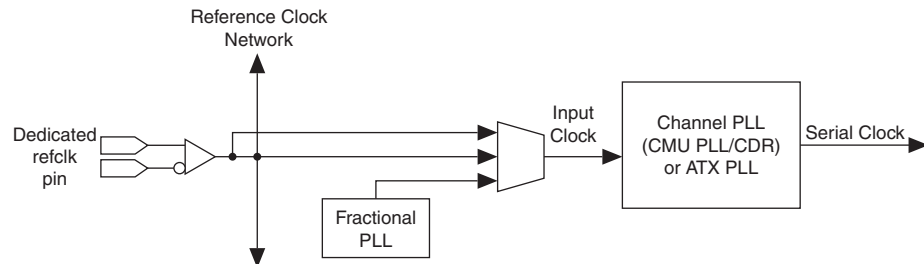 Reference Clock
Network
Dedicated
refclk
pin
Fractional
PLL
Input
Clock
Channel PLL
(CMU PLL/CDR)
or ATX PLL
Serial Clock